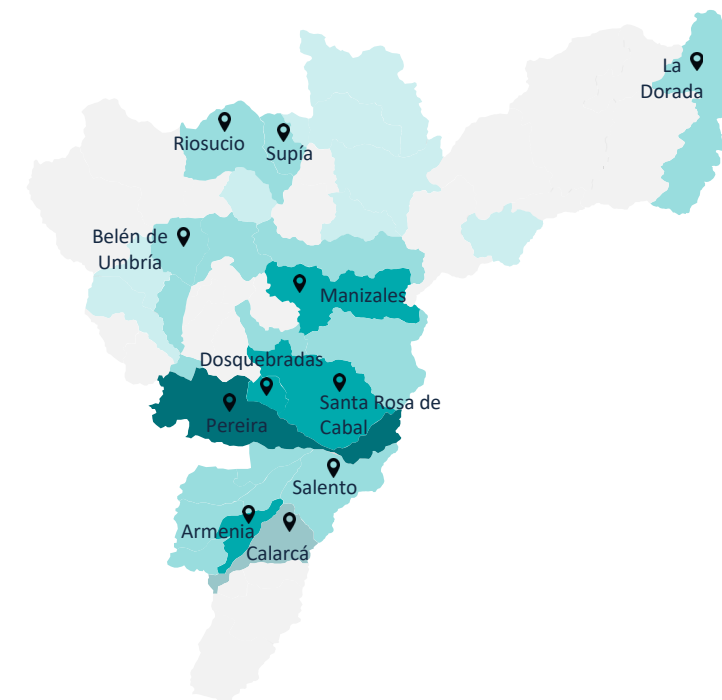 La
Dorada
Riosucio
Supía
Belén de
Umbría
Manizales
Dosquebradas
Santa Rosa de
Cabal
Pereira
Salento
Armenia
Calarcá